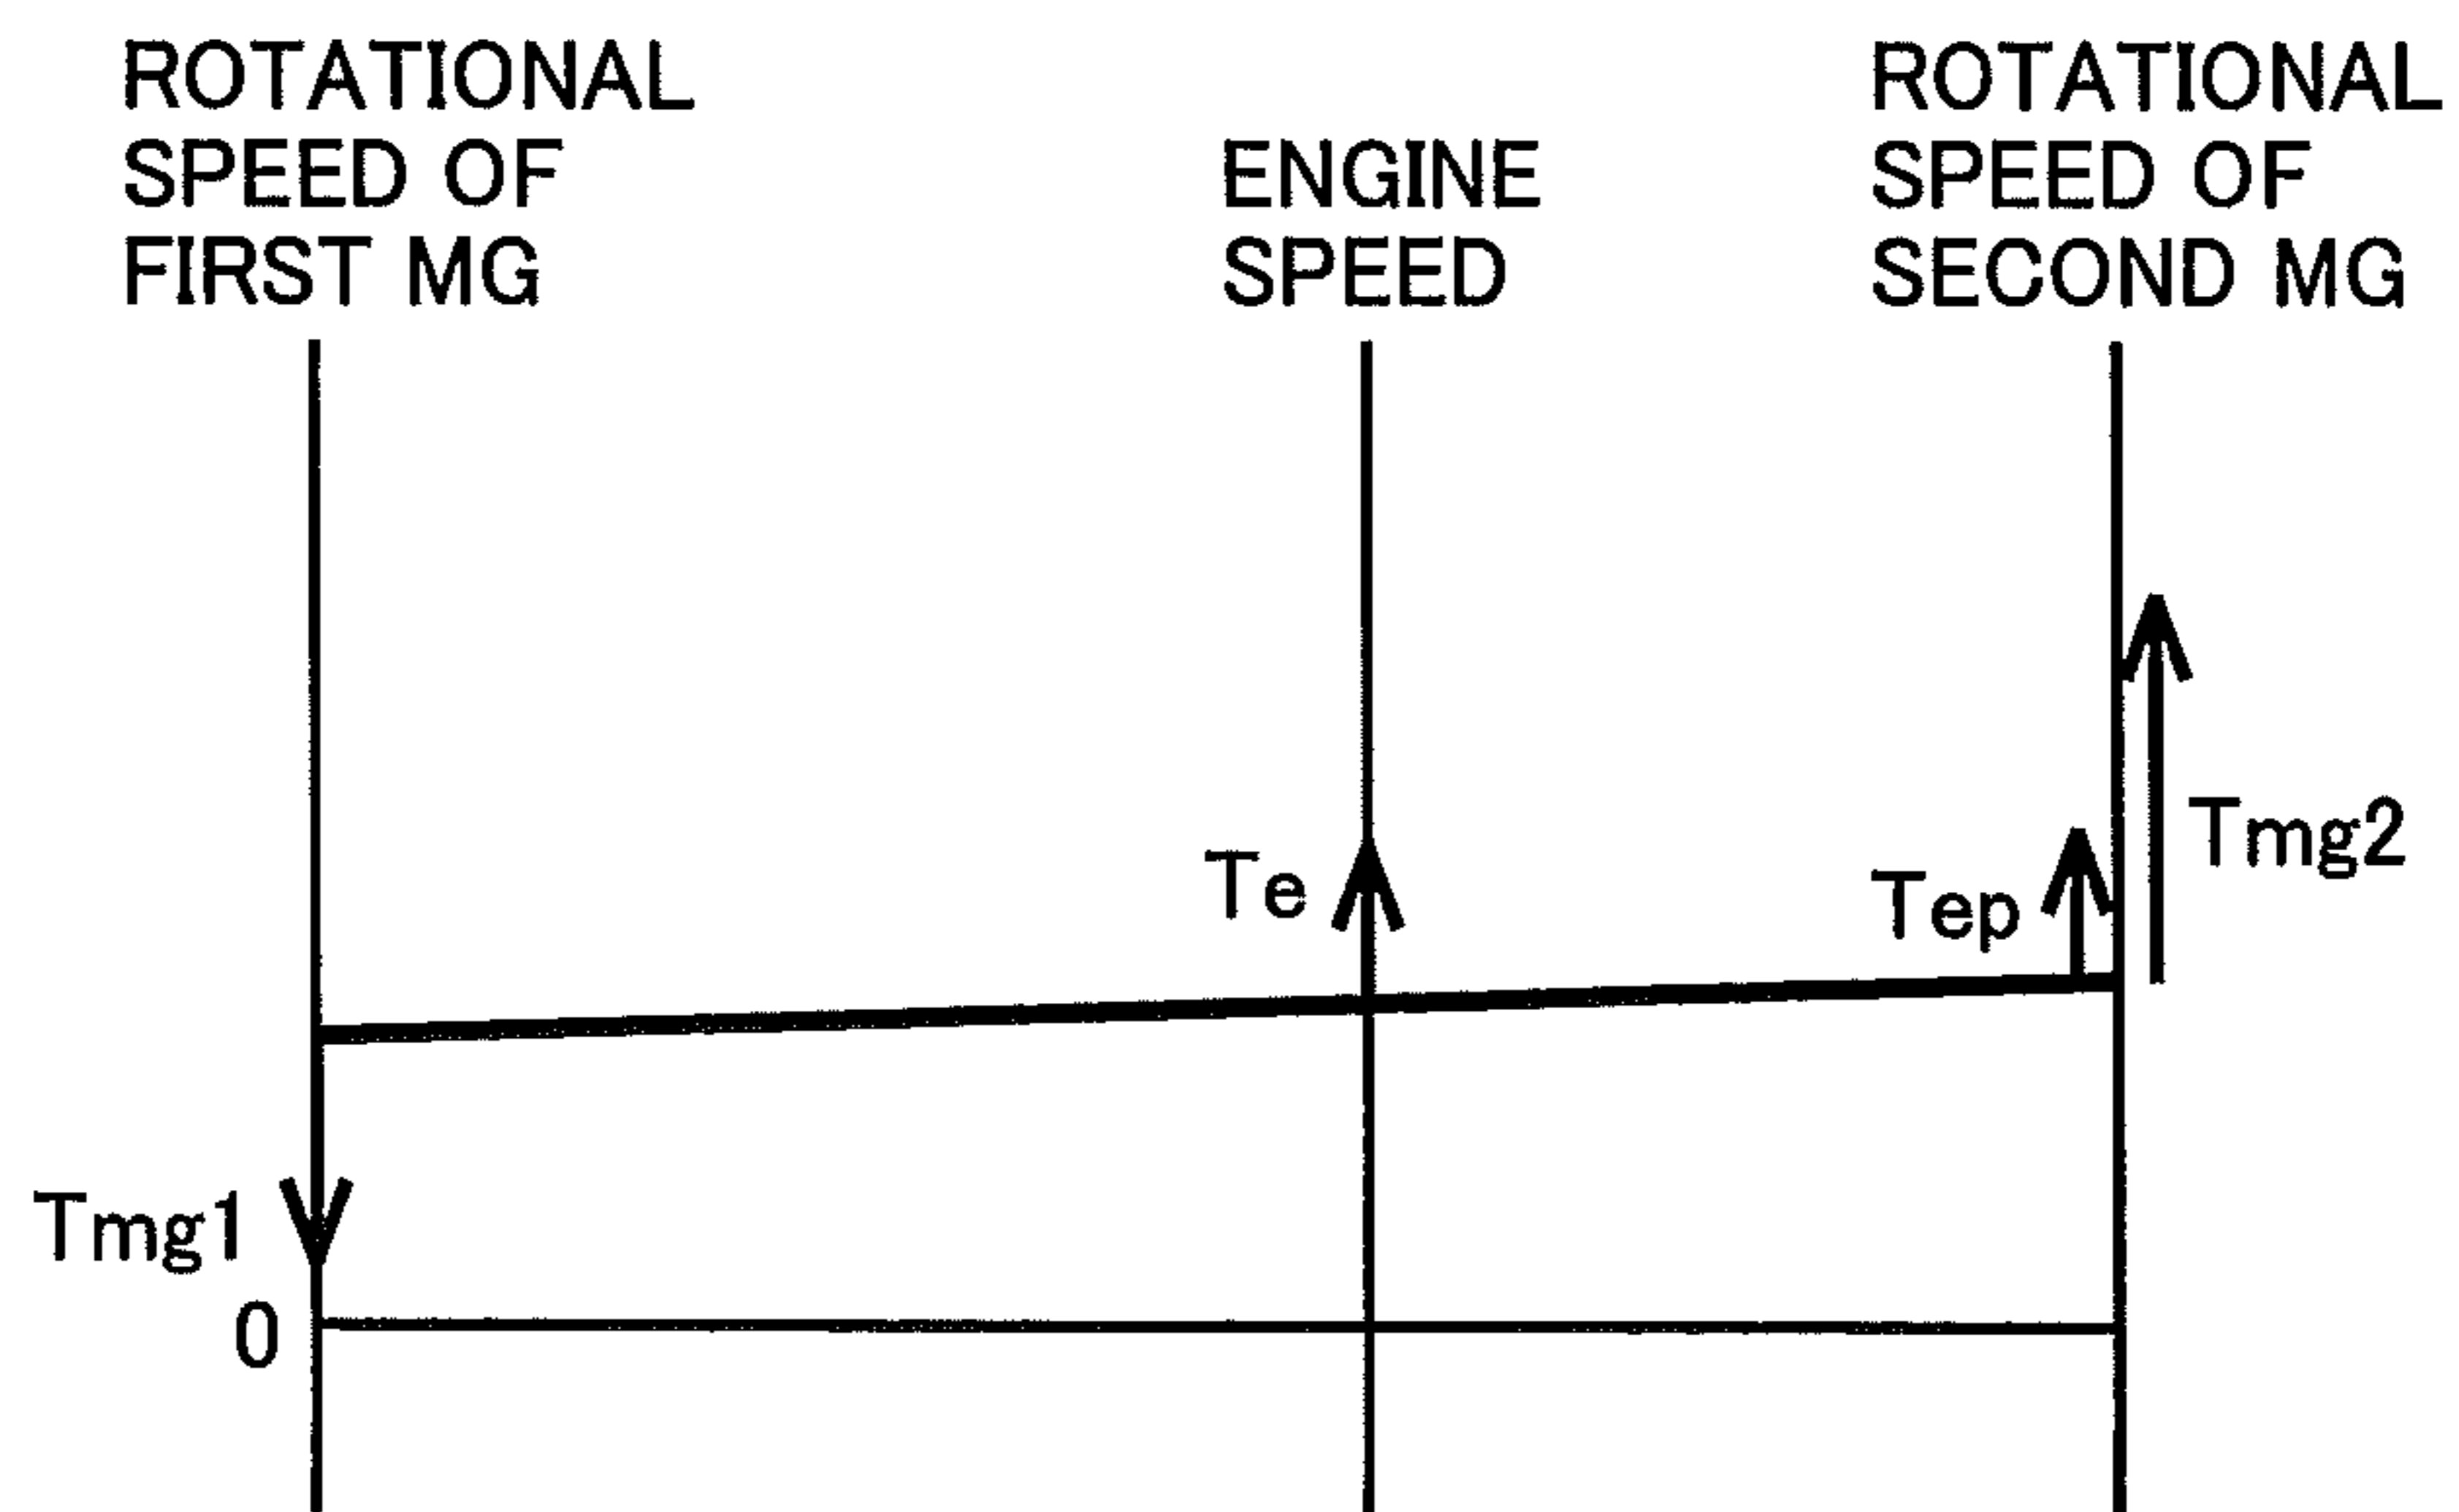 ROTATIONAL
SPEED OF
FIRST MG
ENGINE
SPEED
ROTATIONAL
SPEED OF
SECOND MG
Tmg2
Te
Tep
Tmg1
0